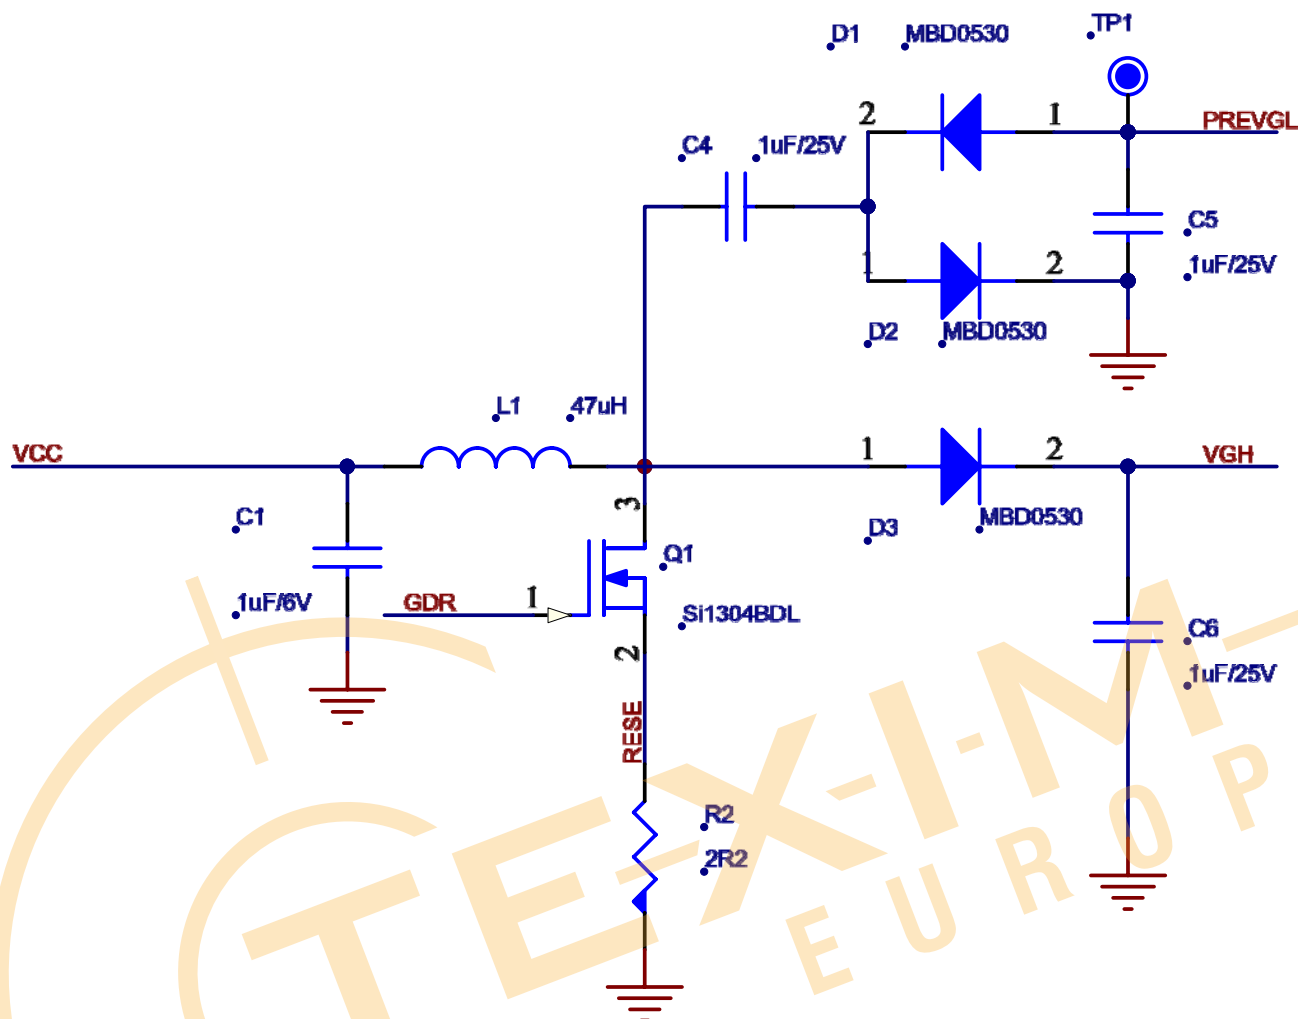 D1 MBD0530 TP1
2 1 PREVGL
C4 1uF/25V
C5
1 2 1uF/25V
D2 MBD0530
L1 47uH
VCC 1 2 VGH
3
C1 D3 MBD0530
Q1
1uF/6V GDR 1 Si1304BDL
C6
2 1uF/25V
RESE
R2
2R2
TEXIM
EUROP